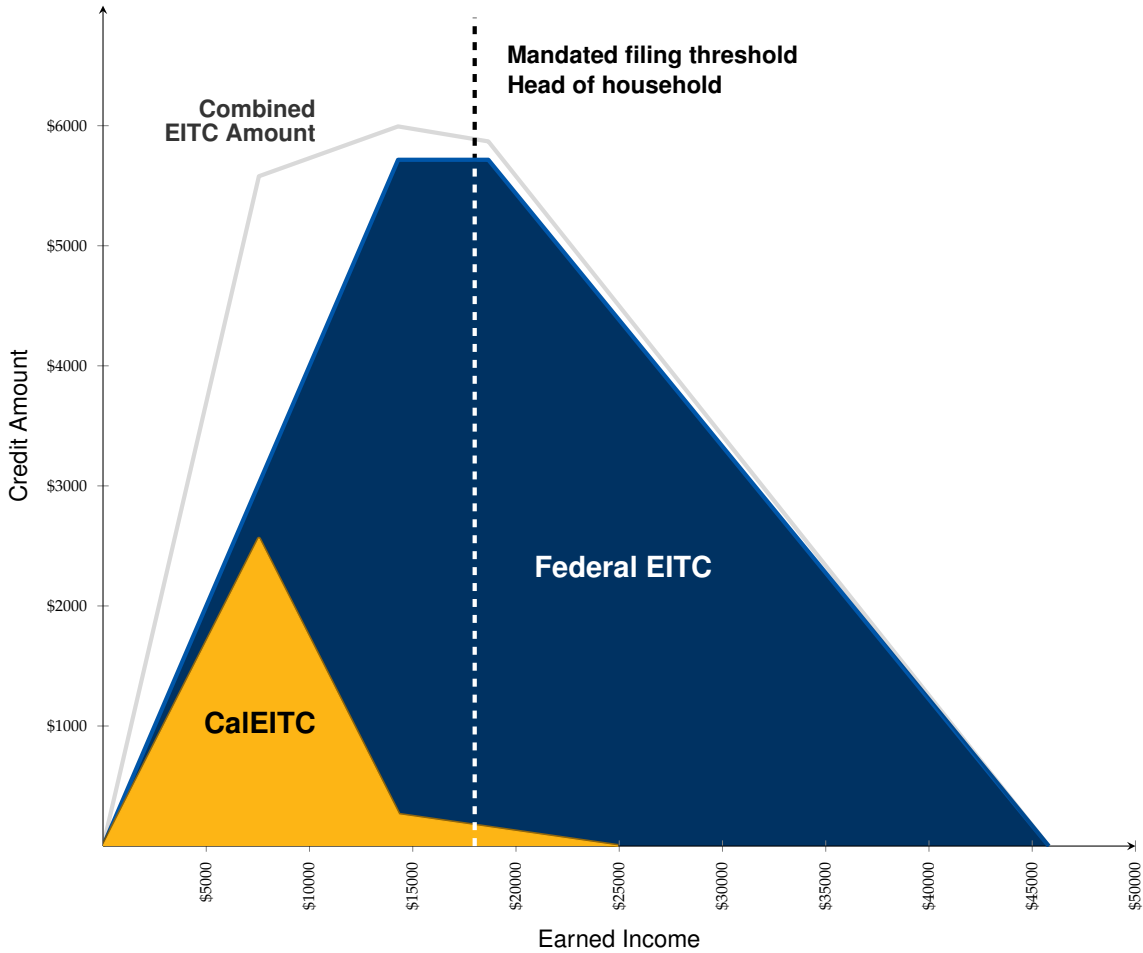 Mandated filing threshold
Head of household
Combined
EITC Amount
$6000
$5000
$4000
$3000
$2000
$1000
Credit Amount
Federal EITC
CalEITC
$5000
$10000
$15000
$20000
$25000
$30000
$35000
$40000
$45000
$50000
Earned Income